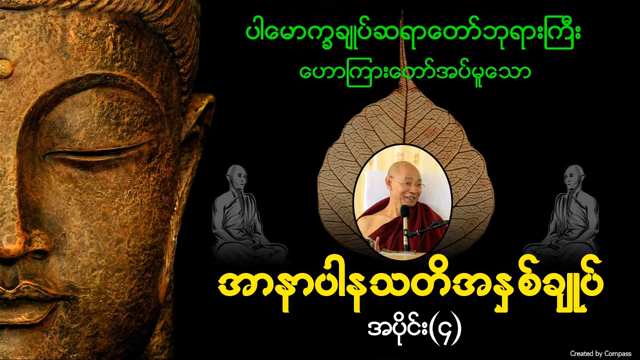 ပါမောက္ခချုပ်ဆရာတော်ဘုရားကြီး
ဟောကြားတော်အပ်မူသော
အာနာပါနသတိအနှစ်ချုပ်
အပိုင်း(၄)
Created by Compass